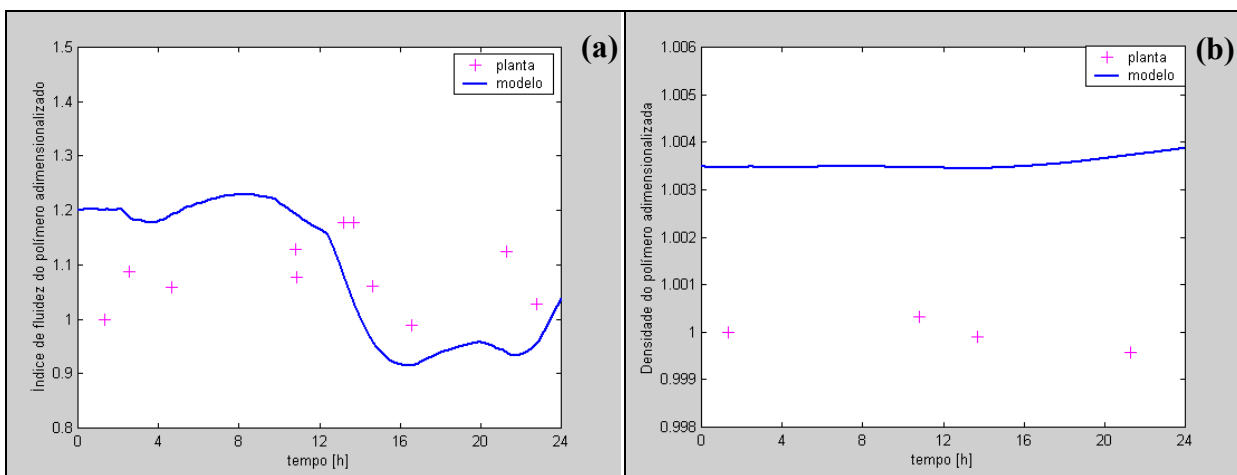 (a)
1.5
1.4
1.3
1.2
1.1
1
0.9
0.8
Índice de fluidez do polímero adimensionalizado
planta
modelo
0 4 8 12 16 20 24
tempo [h]
(b)
1.006
1.005
1.004
1.003
1.002
1.001
1
0.999
0.998
Densidade do polímero adimensionalizada
planta
modelo
0 4 8 12 16 20 24
tempo [h]